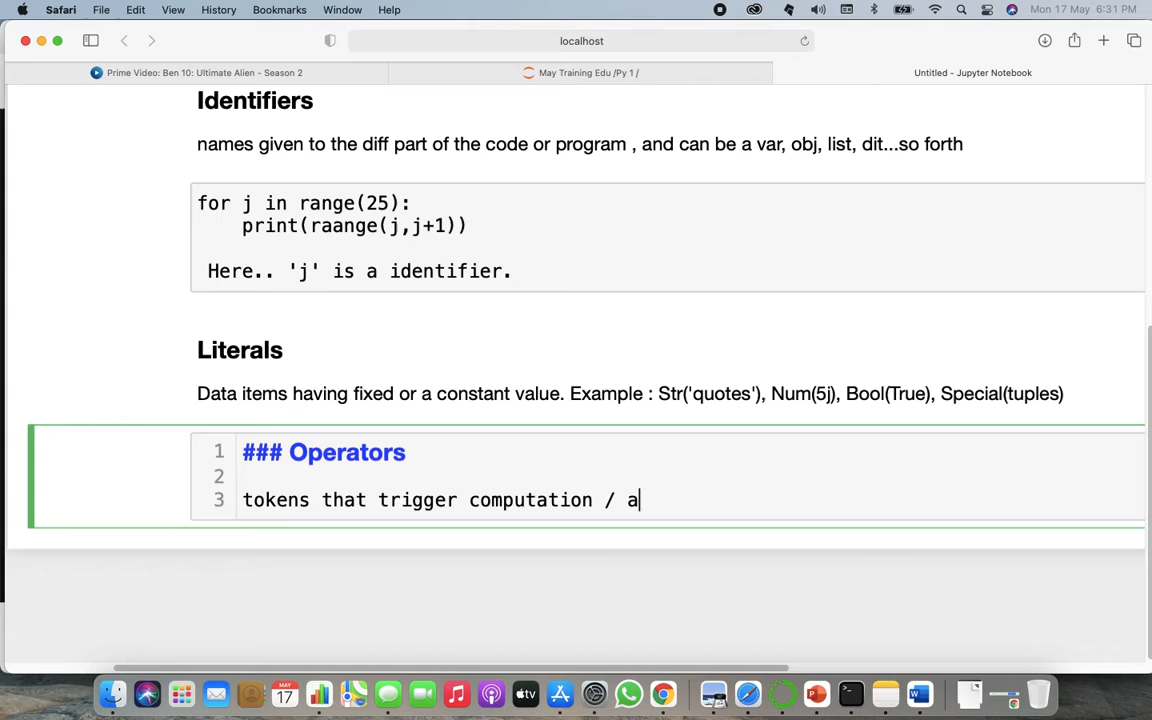 Safari File Edit View History Bookmarks Window Help Mon 17 May 6:31 PM
localhost
Prime Video: Ben 10: Ultimate Alien - Season 2 May Training Edu /Py 1 / Untitled - Jupyter Notebook
Identifiers
names given to the diff part of the code or program , and can be a var, obj, list, dit...so forth
for j in range(25):
print(raange(j,j+1))
Here.. 'j' is a identifier.
Literals
Data items having fixed or a constant value. Example : Str('quotes'), Num(5j), Bool(True), Special(tuples)
1 ### Operators
2
3 tokens that trigger computation / a
MAY
17
tv